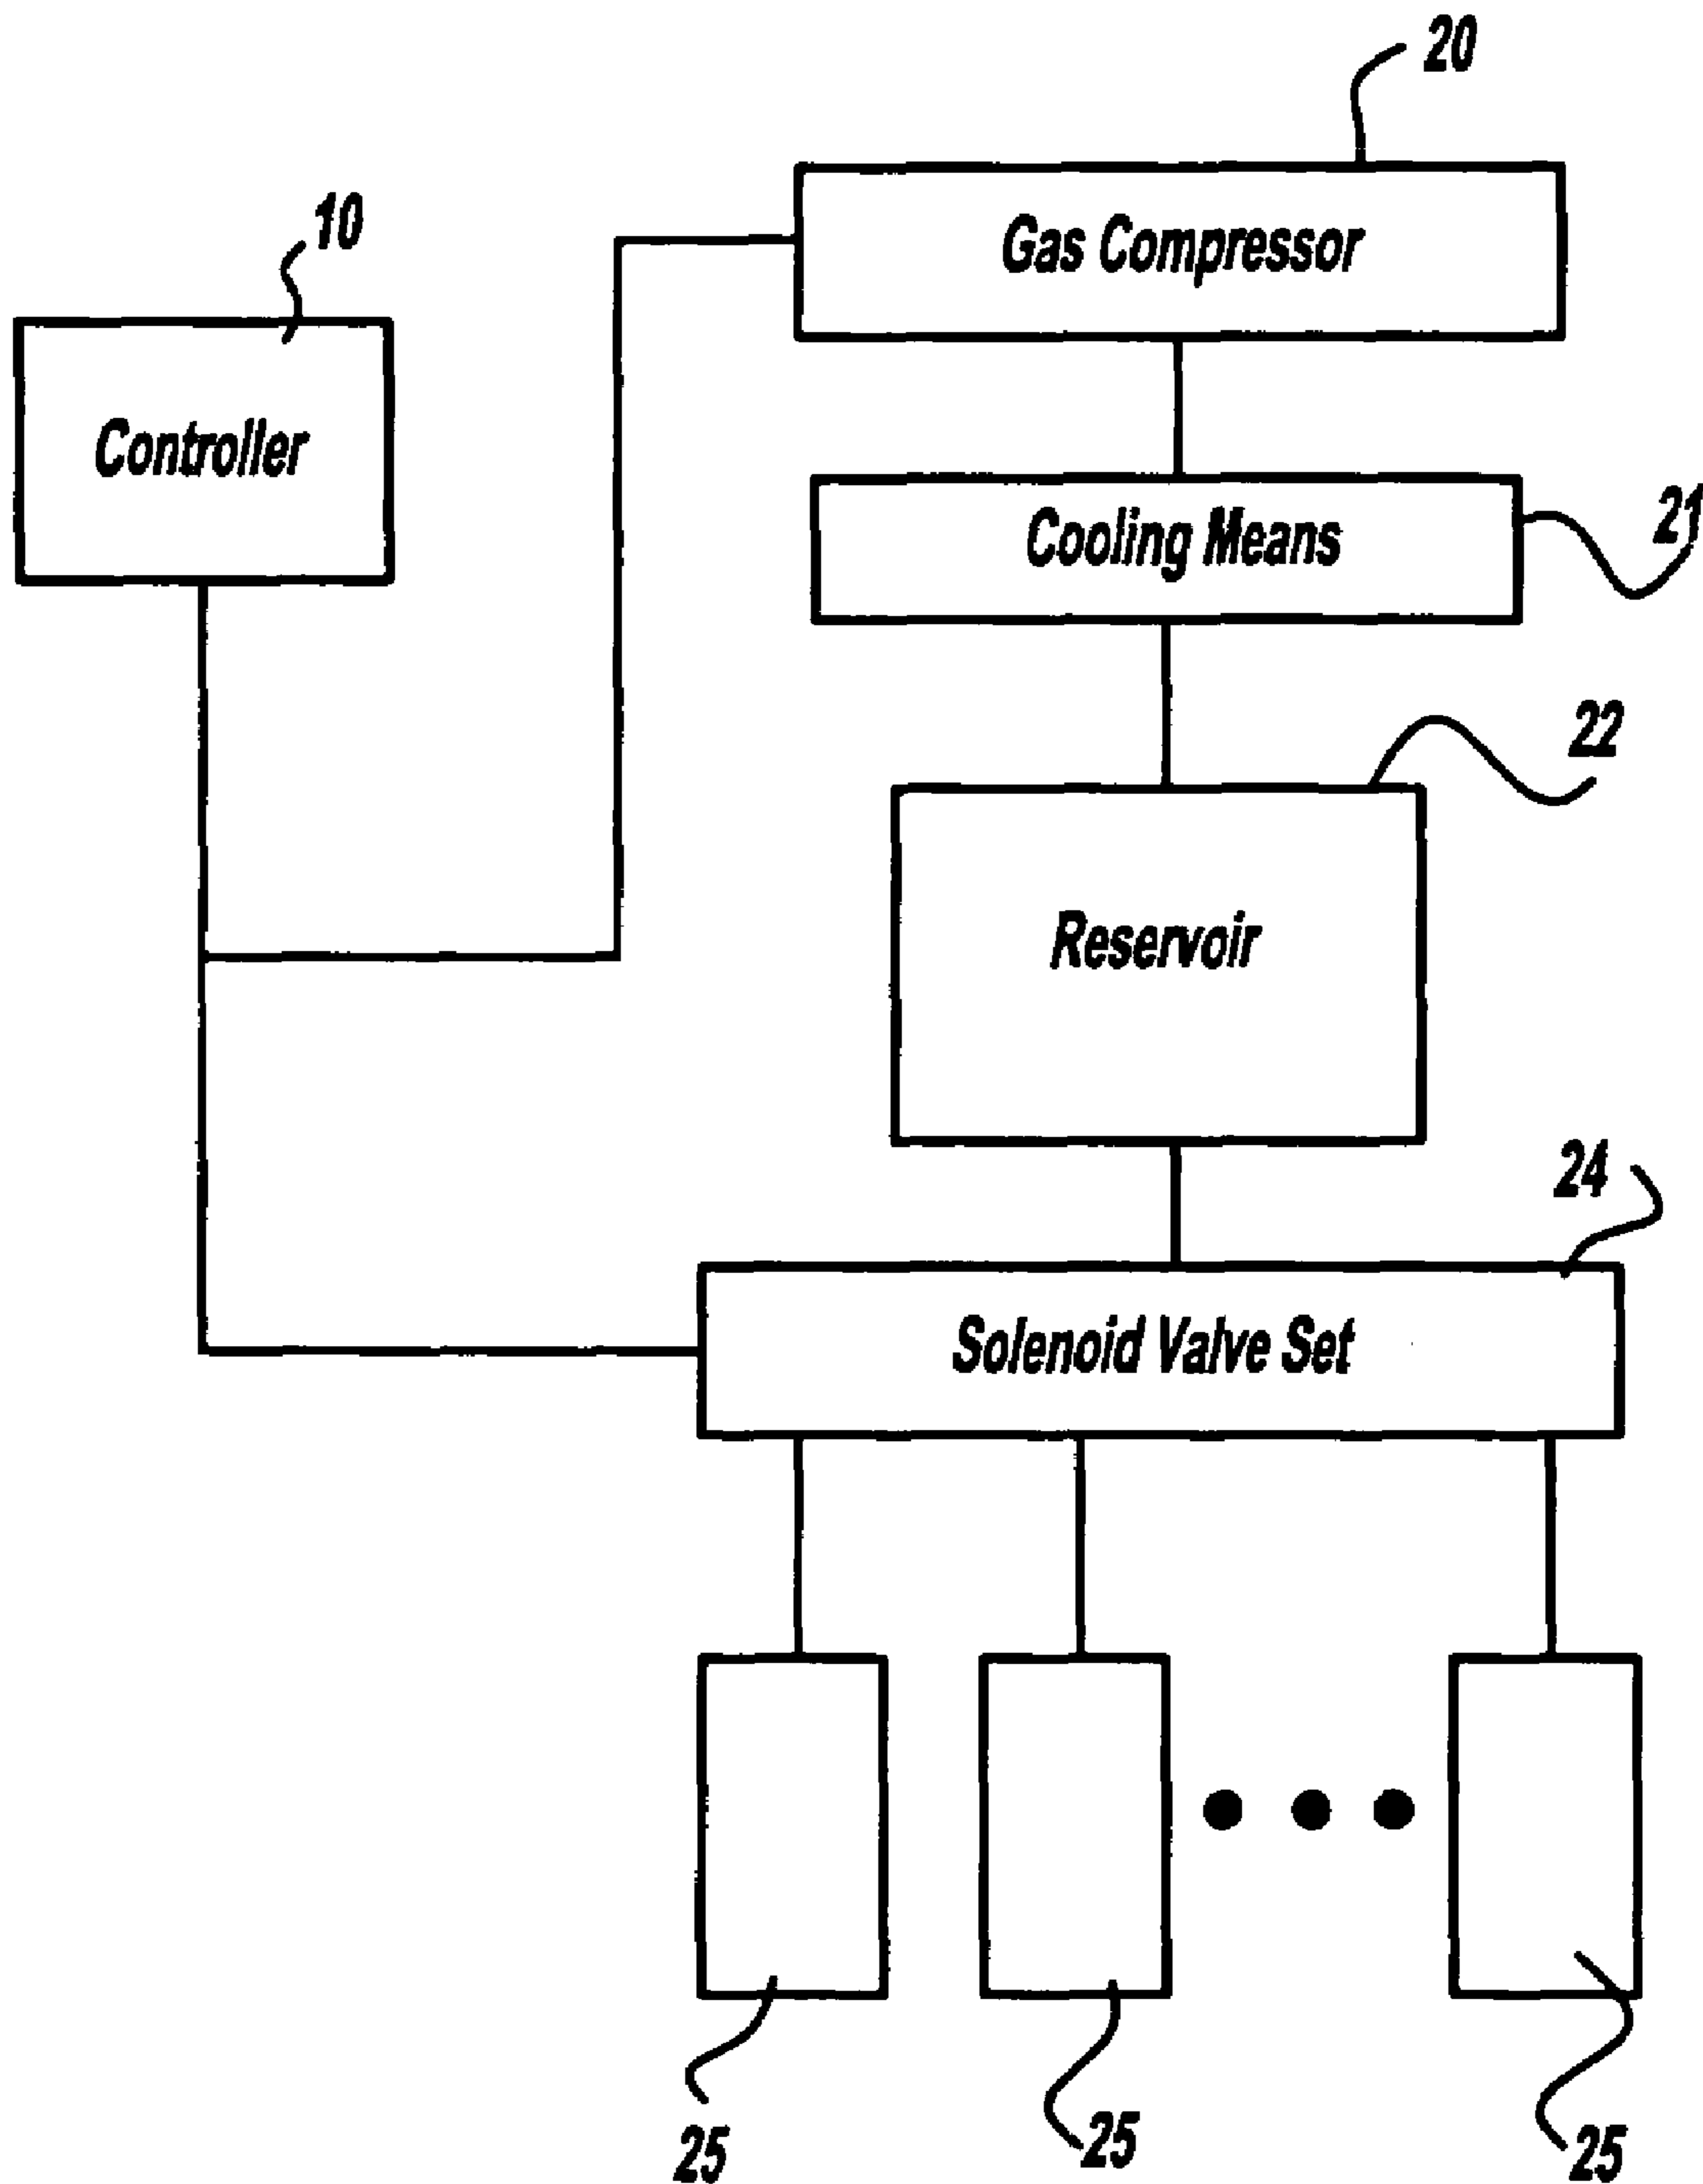 20
10
Gas Compressor
Controller
21
Cooling Means
22
Reservoir
24
Solenoid Valve Set
25
25
25